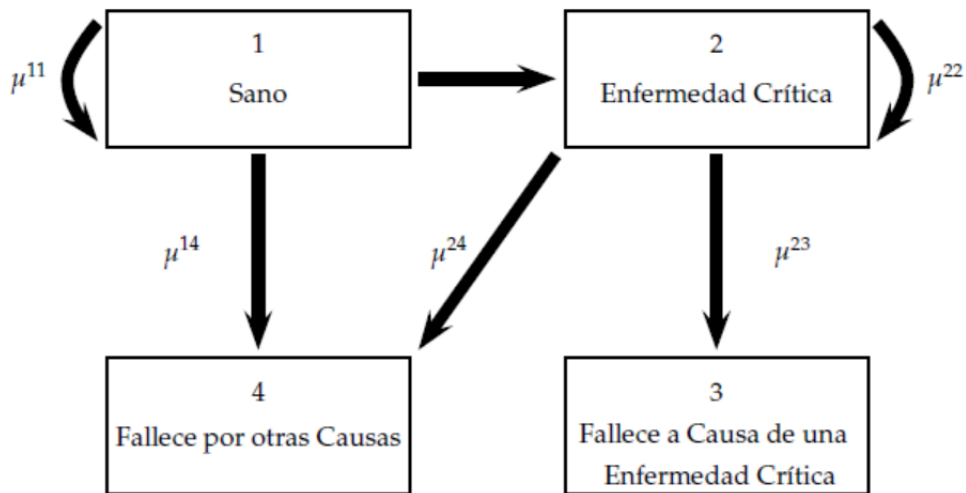 1
Sano
μ¹¹
2
Enfermedad Crítica
μ²²
μ¹⁴
μ²⁴
μ²³
4
Fallece por otras Causas
3
Fallece a Causa de una
Enfermedad Crítica